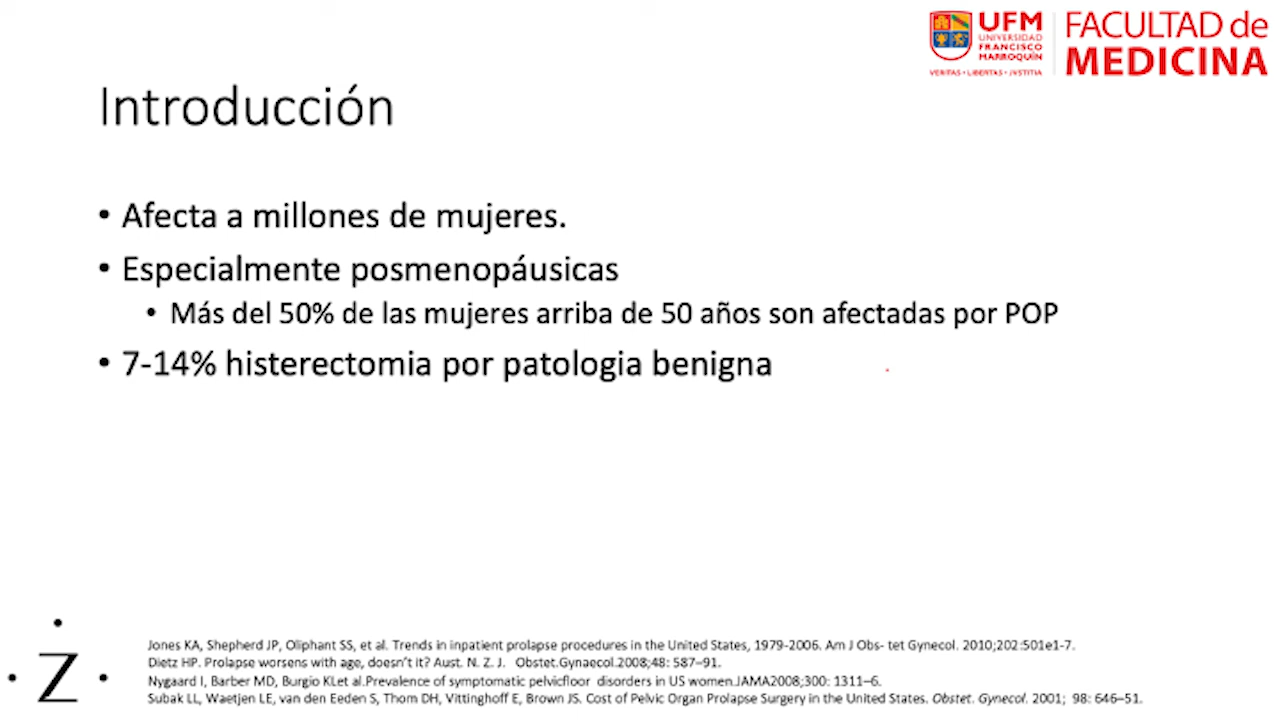 UFM
UNIVERSIDAD
FRANCISCO
MARROQUÍN
VERITAS • LIBERTAS • JVSTITIA
FACULTAD de
MEDICINA
Introducción
• Afecta a millones de mujeres.
• Especialmente posmenopáusicas
• Más del 50% de las mujeres arriba de 50 años son afectadas por POP
• 7-14% histerectomia por patologia benigna
Z
Jones KA, Shepherd JP, Oliphant SS, et al. Trends in inpatient prolapse procedures in the United States, 1979-2006. Am J Obs- tet Gynecol. 2010;202:501e1-7.
Dietz HP. Prolapse worsens with age, doesn't it? Aust. N. Z. J. Obstet.Gynaecol.2008;48: 587–91.
Nygaard I, Barber MD, Burgio KLet al.Prevalence of symptomatic pelvicfloor disorders in US women.JAMA2008;300: 1311–6.
Subak LL, Waetjen LE, van den Eeden S, Thom DH, Vittinghoff E, Brown JS. Cost of Pelvic Organ Prolapse Surgery in the United States. Obstet. Gynecol. 2001; 98: 646–51.